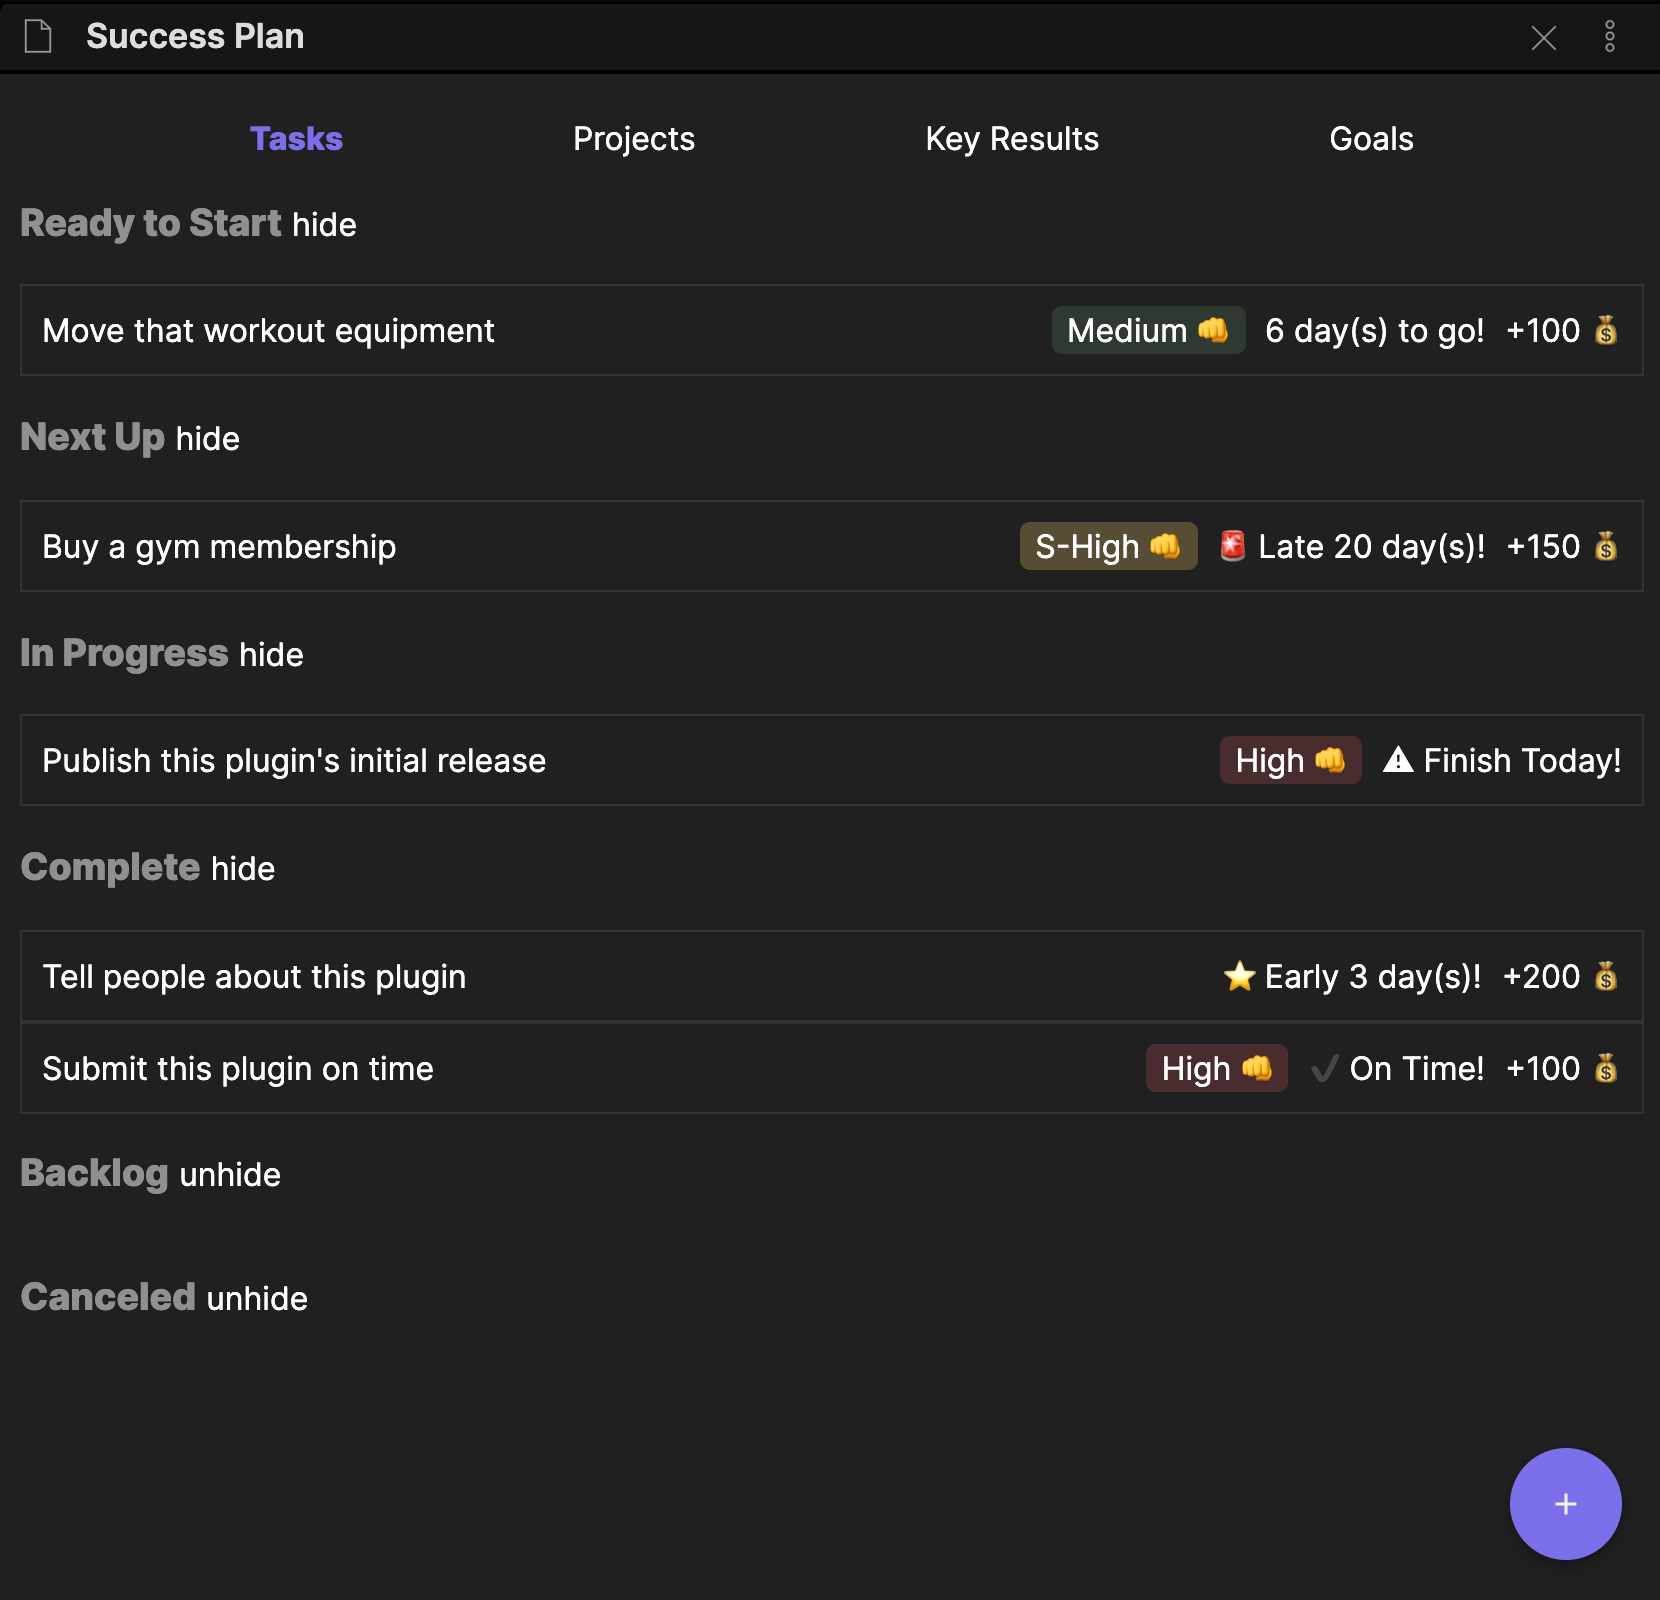 Success Plan
Tasks Projects Key Results Goals
Ready to Start hide
Move that workout equipment Medium 👊 6 day(s) to go! +100 💰
Next Up hide
Buy a gym membership S-High 👊 🚨 Late 20 day(s)! +150 💰
In Progress hide
Publish this plugin's initial release High 👊 ⚠ Finish Today!
Complete hide
Tell people about this plugin ⭐ Early 3 day(s)! +200 💰
Submit this plugin on time High 👊 ✔ On Time! +100 💰
Backlog unhide
Canceled unhide
+